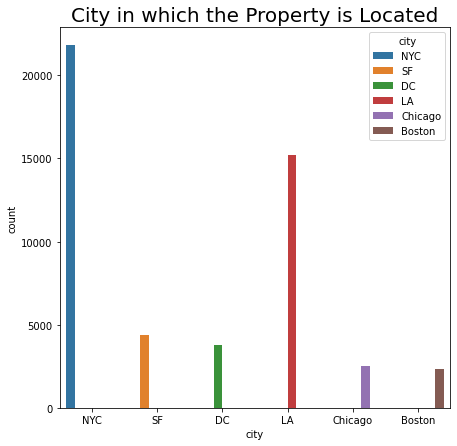 City in which the Property is Located
city
NYC
SF
DC
LA
Chicago
Boston
20000
15000
10000
5000
0
count
NYC SF DC LA Chicago Boston
city